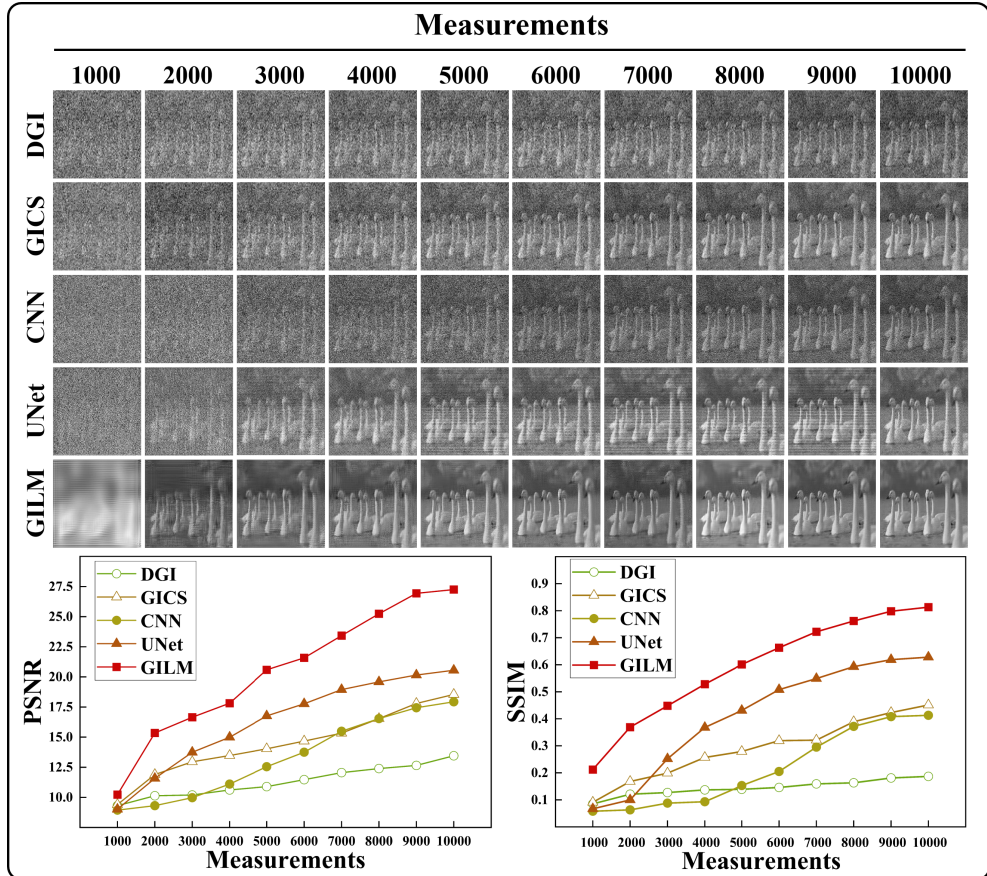 Measurements
1000 2000 3000 4000 5000 6000 7000 8000 9000 10000
DGI
GICS
CNN
UNet
GILM
PSNR
27.5
25.0
22.5
20.0
17.5
15.0
12.5
10.0
DGI
GICS
CNN
UNet
GILM
1000 2000 3000 4000 5000 6000 7000 8000 9000 10000
Measurements
SSIM
0.9
0.8
0.7
0.6
0.5
0.4
0.3
0.2
0.1
DGI
GICS
CNN
UNet
GILM
1000 2000 3000 4000 5000 6000 7000 8000 9000 10000
Measurements